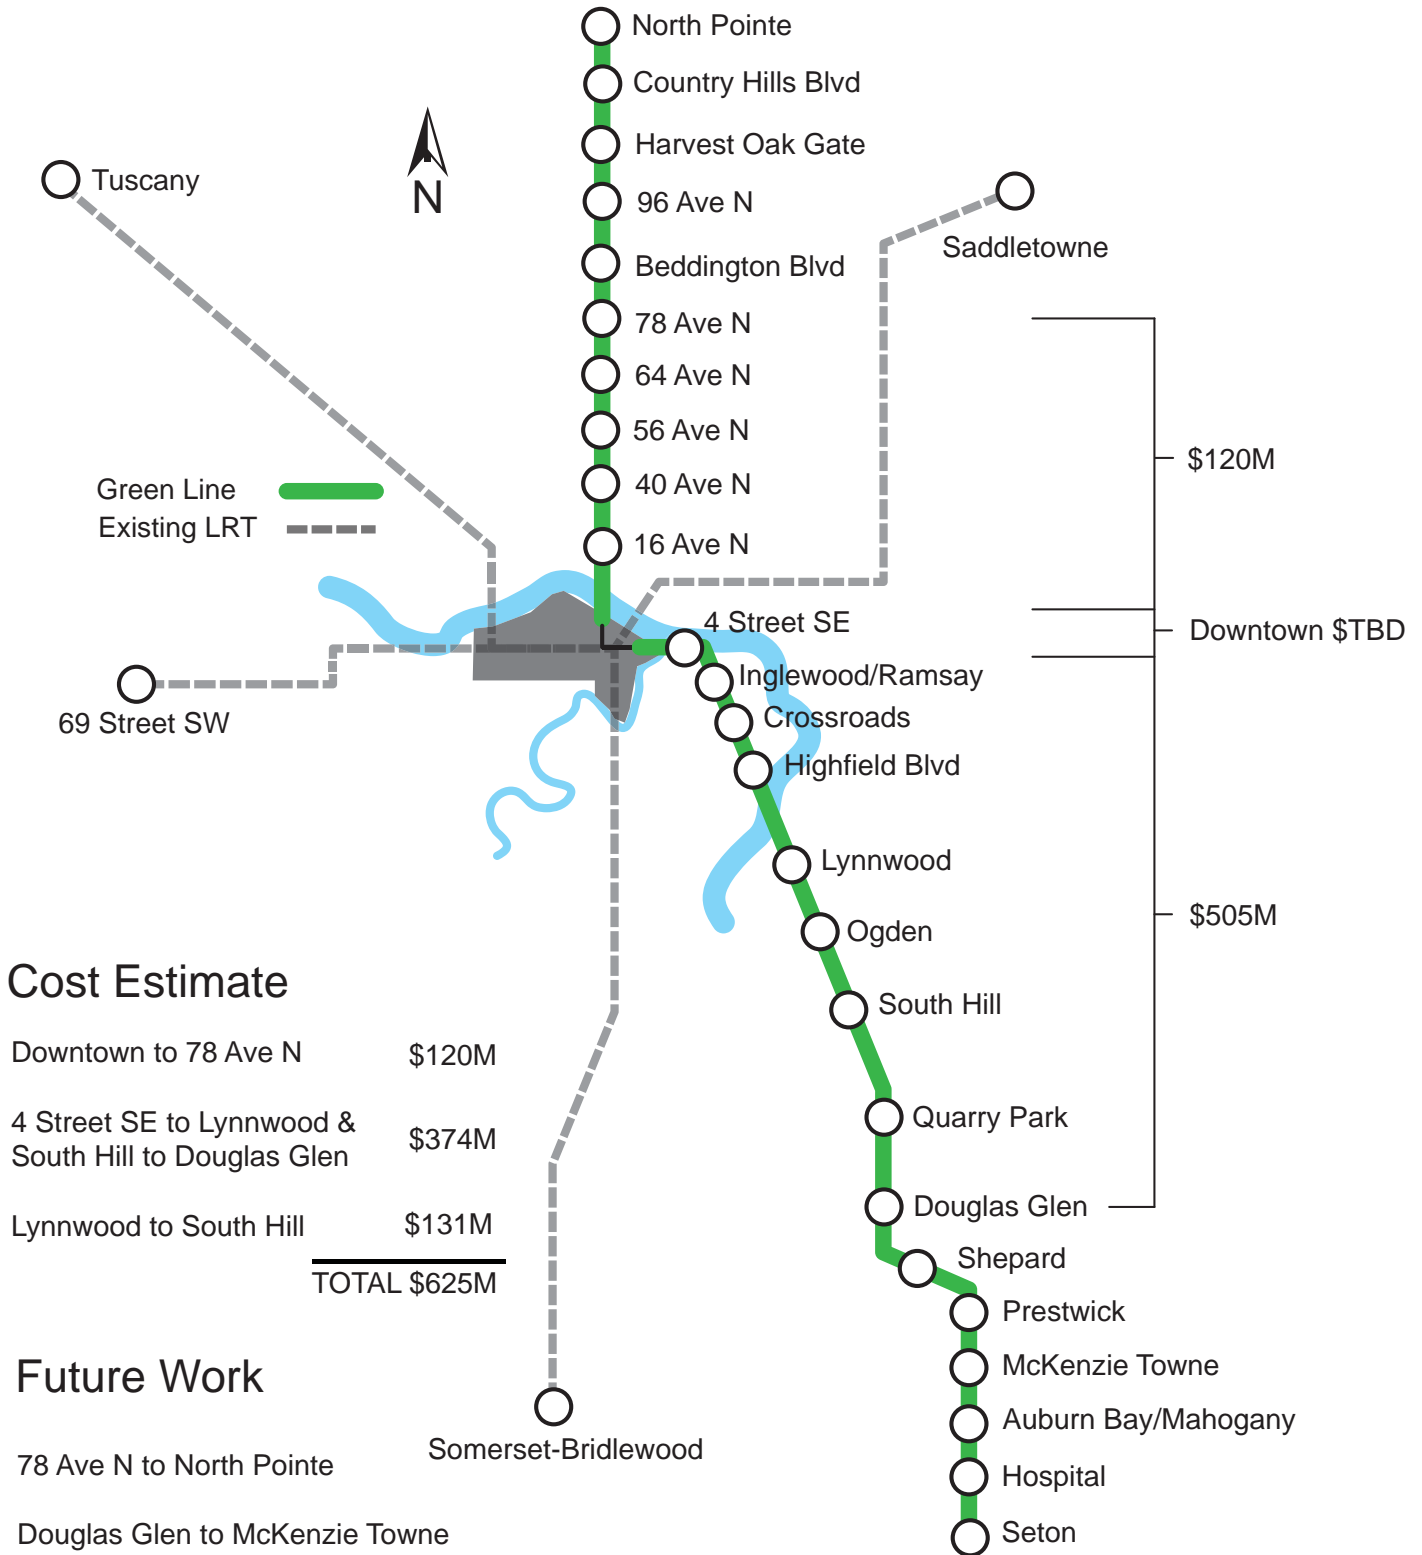 North Pointe
Country Hills Blvd
Harvest Oak Gate
N
Tuscany
96 Ave N
Saddletowne
Beddington Blvd
78 Ave N
64 Ave N
56 Ave N
$120M
40 Ave N
Green Line
Existing LRT
16 Ave N
4 Street SE
Downtown $TBD
Inglewood/Ramsay
69 Street SW
Crossroads
Highfield Blvd
Lynnwood
$505M
Ogden
South Hill
Quarry Park
Douglas Glen
Shepard
Prestwick
McKenzie Towne
Auburn Bay/Mahogany
Hospital
Seton
Somerset-Bridlewood
Cost Estimate
Downtown to 78 Ave N $120M
4 Street SE to Lynnwood &
South Hill to Douglas Glen $374M
Lynnwood to South Hill $131M
TOTAL $625M
Future Work
78 Ave N to North Pointe
Douglas Glen to McKenzie Towne